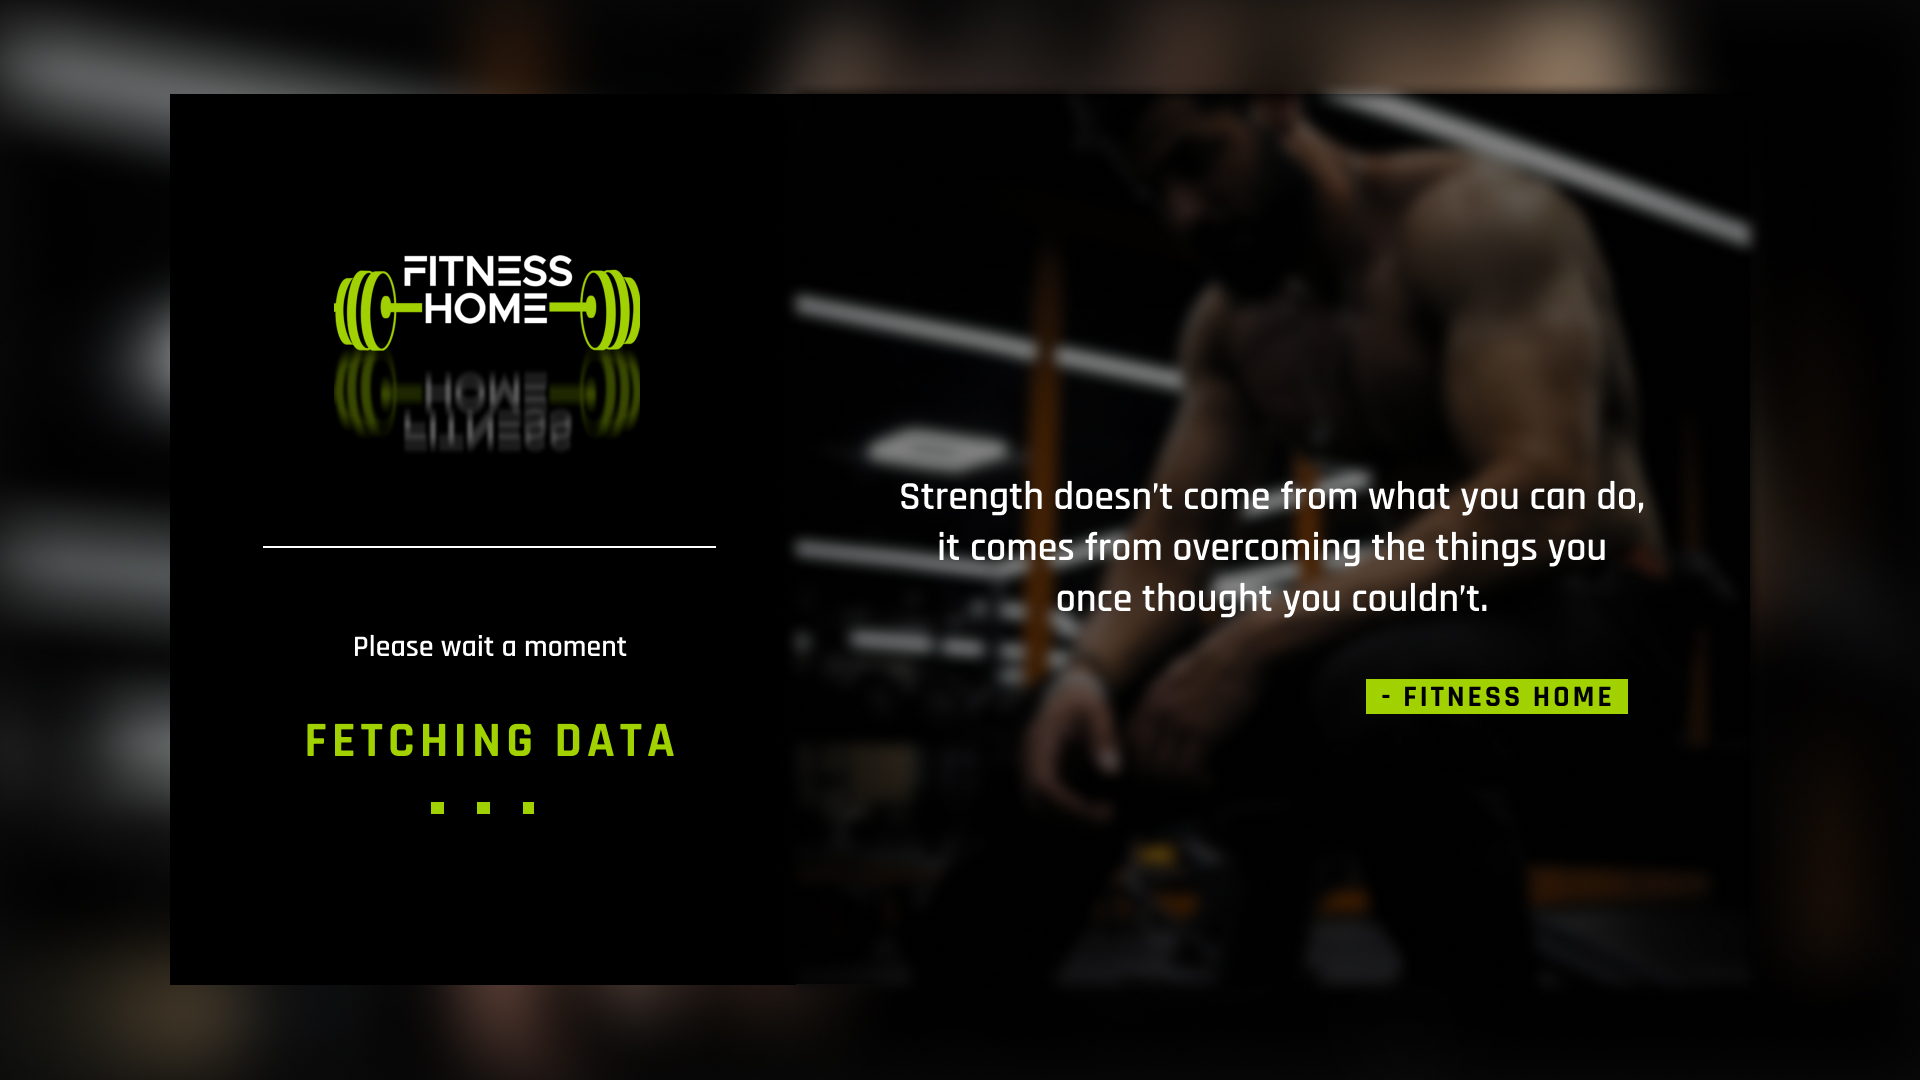 FITNESS
HOME
Please wait a moment
FETCHING DATA
Strength doesn't come from what you can do,
it comes from overcoming the things you
once thought you couldn't.
- FITNESS HOME